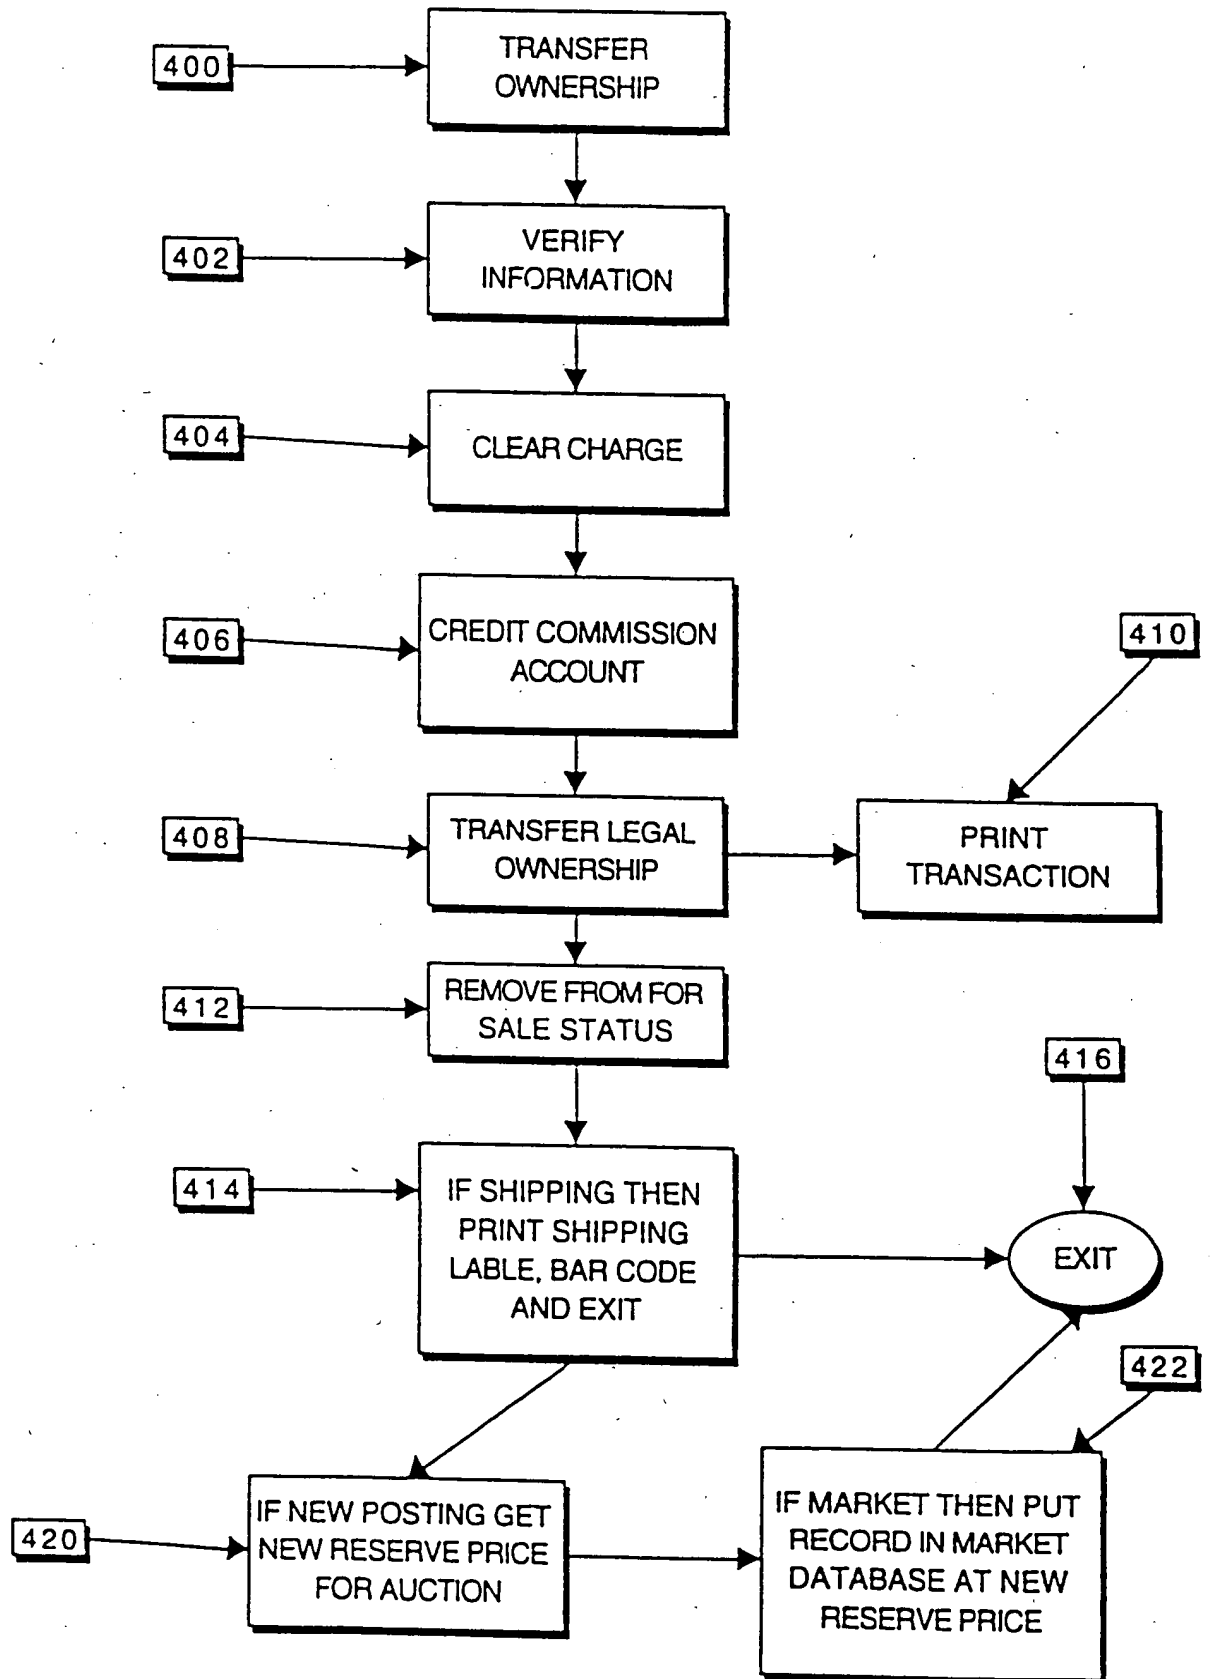 400
TRANSFER
OWNERSHIP
402
VERIFY
INFORMATION
404
CLEAR CHARGE
406
CREDIT COMMISSION
ACCOUNT
410
408
TRANSFER LEGAL
OWNERSHIP
PRINT
TRANSACTION
412
REMOVE FROM FOR
SALE STATUS
416
414
IF SHIPPING THEN
PRINT SHIPPING
LABLE, BAR CODE
AND EXIT
EXIT
422
420
IF NEW POSTING GET
NEW RESERVE PRICE
FOR AUCTION
IF MARKET THEN PUT
RECORD IN MARKET
DATABASE AT NEW
RESERVE PRICE